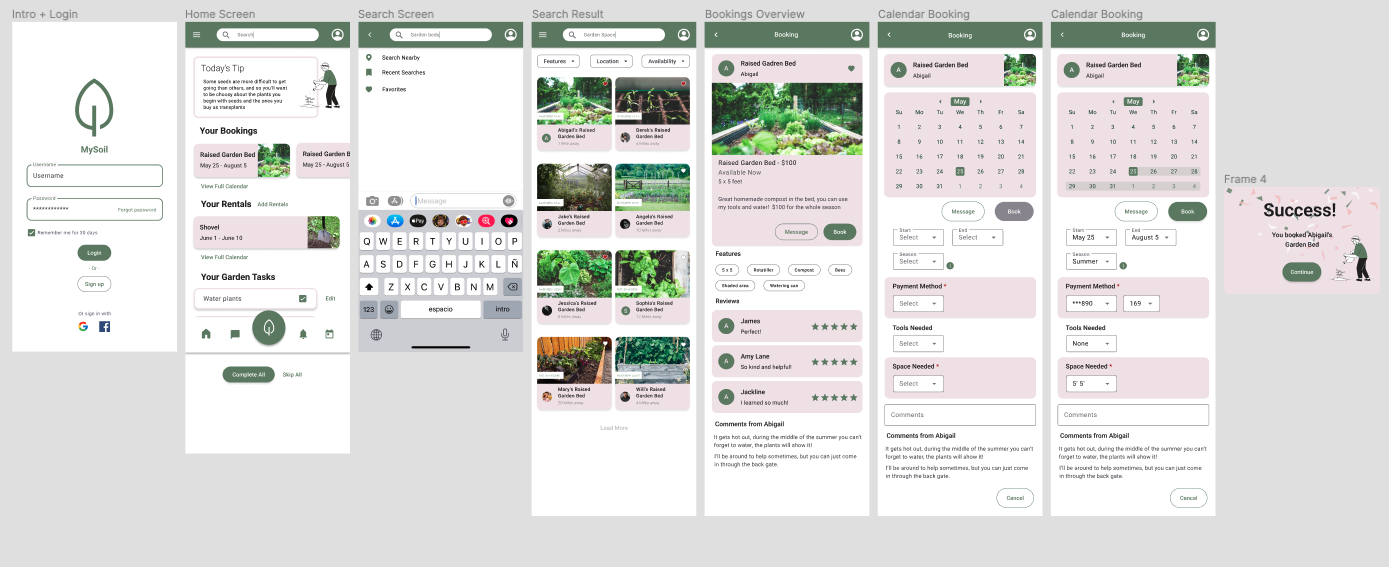 Intro + Login
MySoil
Username
Username
Password
************
Forgot password
Remember me for 30 days
Login
- Or -
Sign up
Or sign in with
Home Screen
Search
Today's Tip
Some seeds are more difficult to get
going than others, and so you'll want
to be choosy about the plants you
begin with seeds and the ones you
buy as transplants
Your Bookings
Raised Garden Bed
May 25 - August 5
Raised Garden B
May 25 - August 5
View Full Calendar
Your Rentals
Add Rentals
Shovel
June 1 - June 10
View Full Calendar
Your Garden Tasks
Water plants
Edit
Complete All
Skip All
Search Screen
Garden beds
Search Nearby
Recent Searches
Favorites
Message
Pay
Q W E R T Y U I O P
A S D F G H J K L Ñ
Z X C V B N M
123
espacio
intro
Search Result
Garden Space
Features
Location
Availability
Abigail's Raised
Garden Bed
1 Mile away
Derek's Raised
Garden Bed
Jake's Raised
Garden Bed
Angela's Raised
Garden Bed
Jessica's Raised
Garden Bed
Sophia's Raised
Garden Bed
Mary's Raised
Garden Bed
Will's Raised
Garden Bed
Load More
Bookings Overview
Booking
A
Raised Gadren Bed
Abigail
Raised Garden Bed - $100
Available Now
5 x 5 feet
Great homemade compost in the bed, you can use
my tools and water! $100 for the whole season
Message
Book
Features
5 x 5
Rotatiller
Compost
Bees
Shaded area
Watering can
Reviews
A
James
Perfect!
A
Amy Lane
So kind and helpful!
A
Jackline
I learned so much!
Comments from Abigail
It gets hot out, during the middle of the summer you can't
forget to water, the plants will show it!
I'll be around to help sometimes, but you can just come
in through the back gate.
Calendar Booking
Booking
A
Raised Garden Bed
Abigail
May
Su Mo Tu We Th Fr Sa
1 2 3 4 5 6 7
8 9 10 11 12 13 14
15 16 17 18 19 20 21
22 23 24 25 26 27 28
29 30 31 1 2 3 4
Message
Book
Start
Select
End
Select
Season
Select
Payment Method *
Select
Tools Needed
Select
Space Needed *
Select
Comments
Comments from Abigail
It gets hot out, during the middle of the summer you can't
forget to water, the plants will show it!
I'll be around to help sometimes, but you can just come
in through the back gate.
Cancel
Calendar Booking
Booking
A
Raised Garden Bed
Abigail
May
Su Mo Tu We Th Fr Sa
1 2 3 4 5 6 7
8 9 10 11 12 13 14
15 16 17 18 19 20 21
22 23 24 25 26 27 28
29 30 31 1 2 3 4
Message
Book
Start
May 25
End
August 5
Season
Summer
Payment Method *
***890
169
Tools Needed
None
Space Needed *
5' 5'
Comments
Comments from Abigail
It gets hot out, during the middle of the summer you can't
forget to water, the plants will show it!
I'll be around to help sometimes, but you can just come
in through the back gate.
Cancel
Frame 4
Success!
You booked Abigail's
Garden Bed
Continue